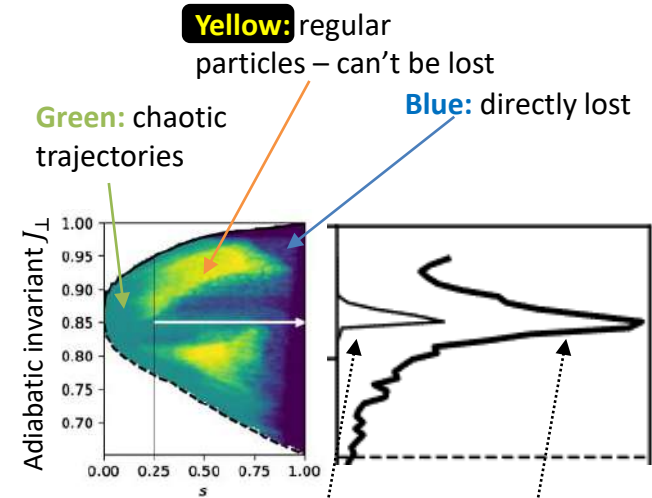 Yellow: regular
particles – can't be lost
Blue: directly lost
Green: chaotic
trajectories
Adiabatic invariant J⊥
1.00
0.95
0.90
0.85
0.80
0.75
0.70
0.00 0.25 0.50 0.75 1.00
s